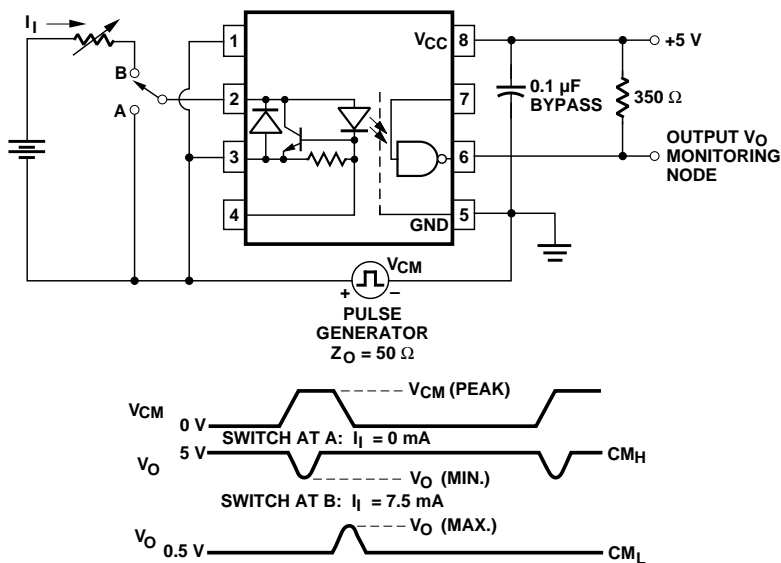 I_I
B
A
1
2
3
4
V_CC
GND
8
7
6
5
0.1 µF
BYPASS
+5 V
350 Ω
OUTPUT V_O
MONITORING
NODE
V_CM
+ –
PULSE
GENERATOR
Z_O = 50 Ω
V_CM (PEAK)
V_CM 0 V
SWITCH AT A: I_I = 0 mA
V_O 5 V CM_H
V_O (MIN.)
SWITCH AT B: I_I = 7.5 mA
V_O (MAX.)
V_O 0.5 V CM_L